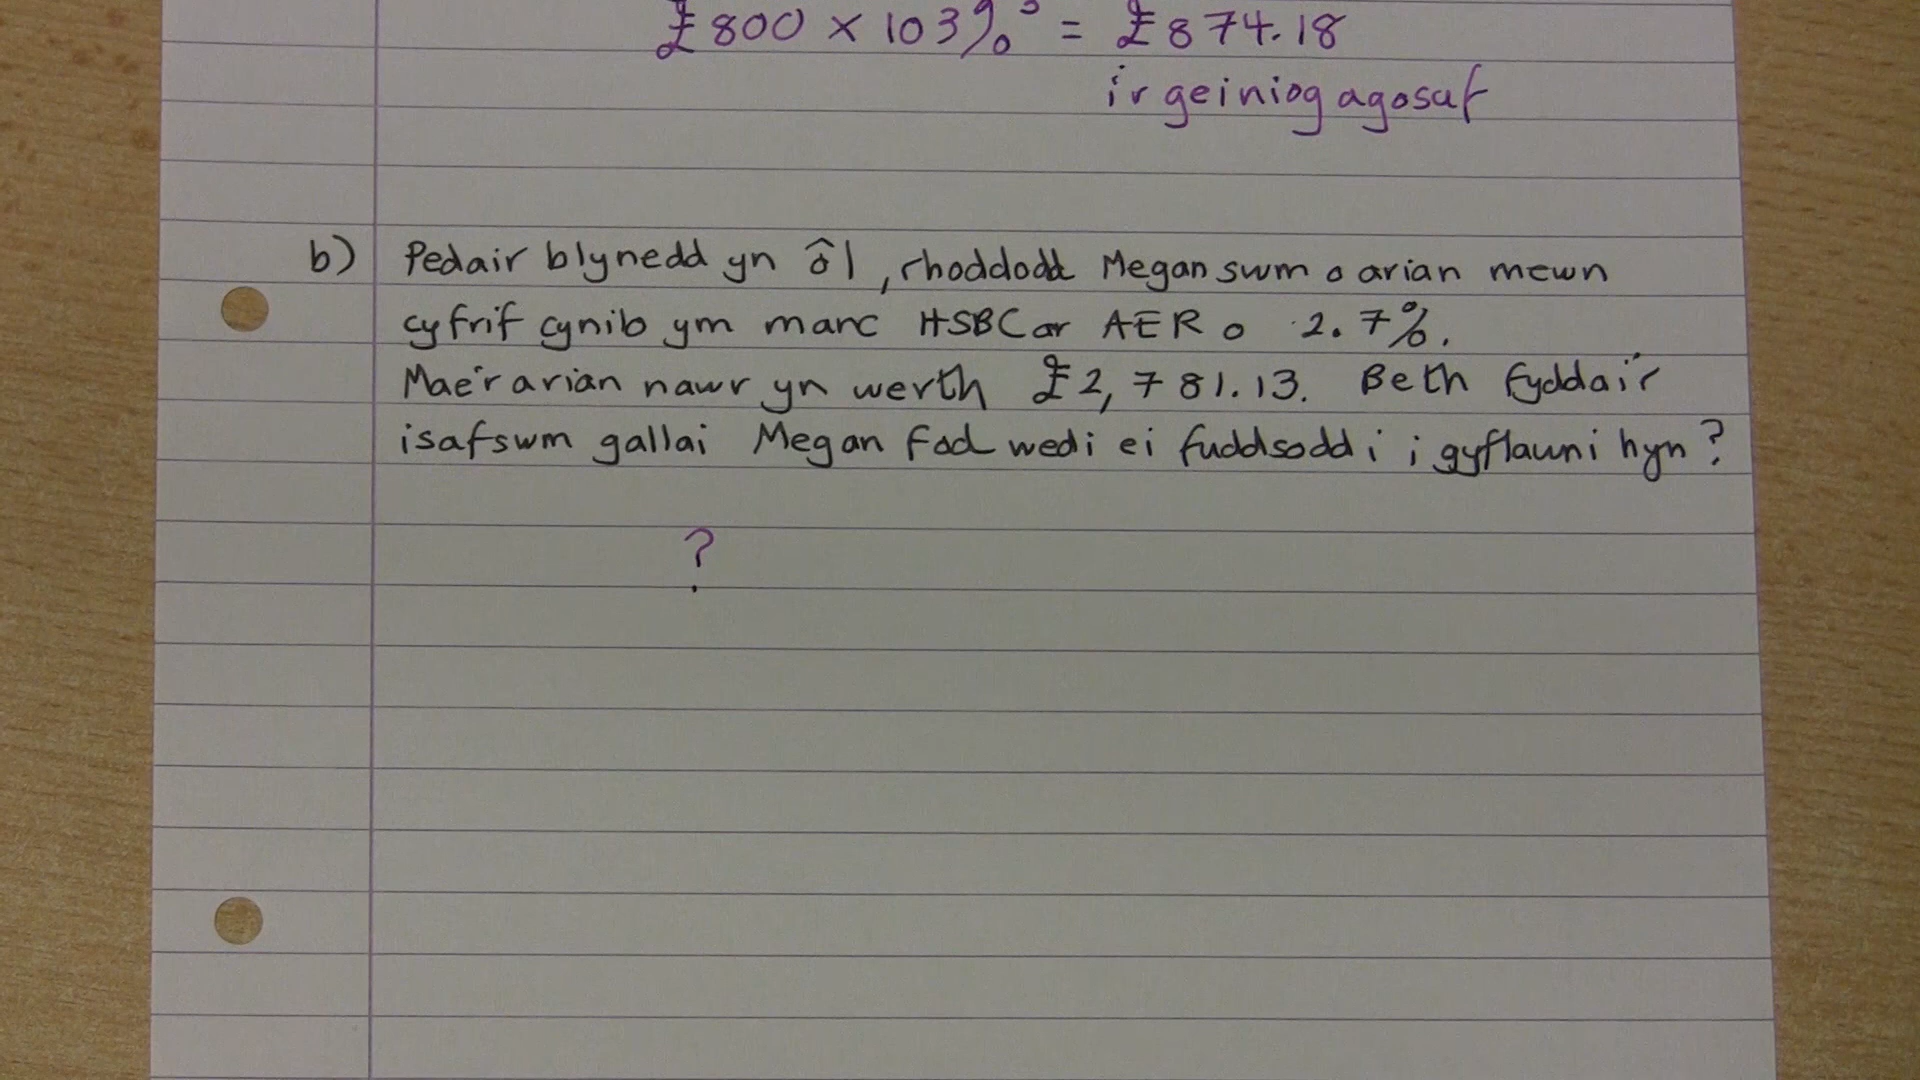 £800 × 103%³ = £874.18
i'r geiniog agosaf
b) Pedair blynedd yn ôl, rhoddodd Megan swm o arian mewn
cyfrif cynilo ym manc HSBC ar AER o 2.7%.
Mae'r arian nawr yn werth £2,781.13. Beth fyddai'r
isafswm gallai Megan fod wedi ei fuddsoddi i gyflawni hyn?
?